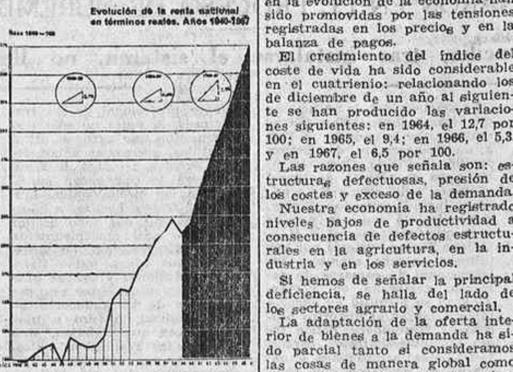 Evolución de la renta nacional
en términos reales. Años 1940-1967
Base 1940=100
en la evolución de la economía han
sido promovidas por las tensiones
registradas en los precios y en la
balanza de pagos.
El crecimiento del índice del
coste de vida ha sido considerable
en el cuatrienio: relacionando los
de diciembre de un año al siguien-
te se han producido las variacio-
nes siguientes: en 1964, el 12,7 por
100; en 1965, el 9,4; en 1966, el 5,3
y en 1967, el 6,5 por 100.
Las razones que señala son: es-
tructuras defectuosas, presión de
los costes y exceso de la demanda.
Nuestra economía ha registrado
niveles bajos de productividad a
consecuencia de defectos estructu-
rales en la agricultura, en la in-
dustria y en los servicios.
Si hemos de señalar la principal
deficiencia, se halla del lado de
los sectores agrario y comercial.
La adaptación de la oferta inte-
rior de bienes a la demanda ha si-
do parcial tanto si consideramos
las cosas de manera global como